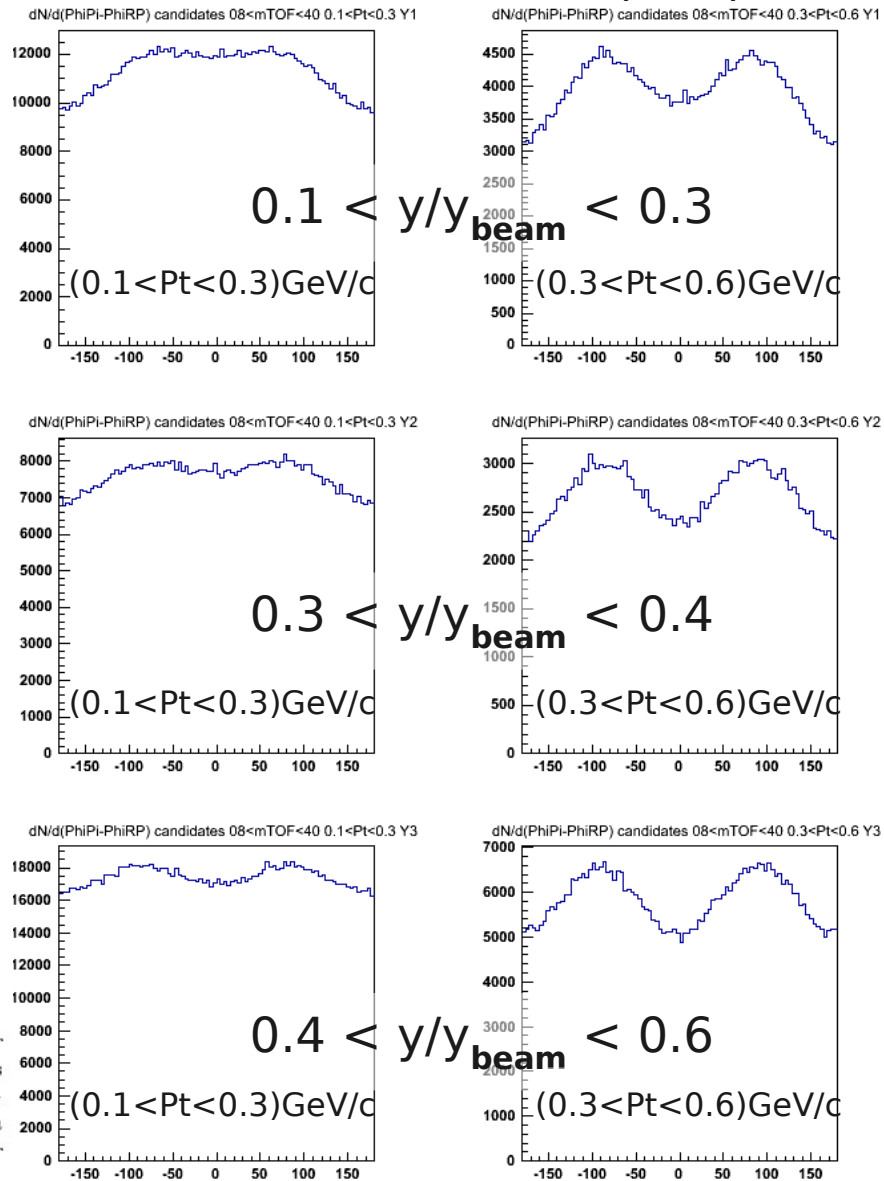 dN/d(PhiPi-PhiRP) candidates 08<mTOF<40 0.1<Pt<0.3 Y1
12000
10000
8000
6000
4000
2000
0
-150 -100 -50 0 50 100 150
dN/d(PhiPi-PhiRP) candidates 08<mTOF<40 0.3<Pt<0.6 Y1
4500
4000
3500
3000
2500
2000
1500
1000
500
0
-150 -100 -50 0 50 100 150
0.1 < y/ybeam < 0.3
(0.1<Pt<0.3)GeV/c
(0.3<Pt<0.6)GeV/c
dN/d(PhiPi-PhiRP) candidates 08<mTOF<40 0.1<Pt<0.3 Y2
8000
7000
6000
5000
4000
3000
2000
1000
0
-150 -100 -50 0 50 100 150
dN/d(PhiPi-PhiRP) candidates 08<mTOF<40 0.3<Pt<0.6 Y2
3000
2500
2000
1500
1000
500
0
-150 -100 -50 0 50 100 150
0.3 < y/ybeam < 0.4
(0.1<Pt<0.3)GeV/c
(0.3<Pt<0.6)GeV/c
dN/d(PhiPi-PhiRP) candidates 08<mTOF<40 0.1<Pt<0.3 Y3
18000
16000
14000
12000
10000
8000
6000
4000
2000
0
-150 -100 -50 0 50 100 150
dN/d(PhiPi-PhiRP) candidates 08<mTOF<40 0.3<Pt<0.6 Y3
7000
6000
5000
4000
3000
2000
1000
0
-150 -100 -50 0 50 100 150
0.4 < y/ybeam < 0.6
(0.1<Pt<0.3)GeV/c
(0.3<Pt<0.6)GeV/c